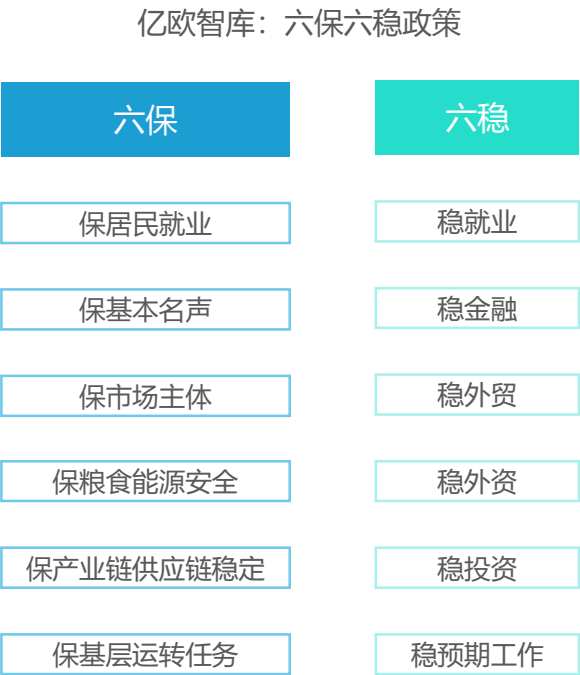 亿欧智库：六保六稳政策
六保
六稳
保居民就业
稳就业
保基本名声
稳金融
保市场主体
稳外贸
保粮食能源安全
稳外资
保产业链供应链稳定
稳投资
保基层运转任务
稳预期工作